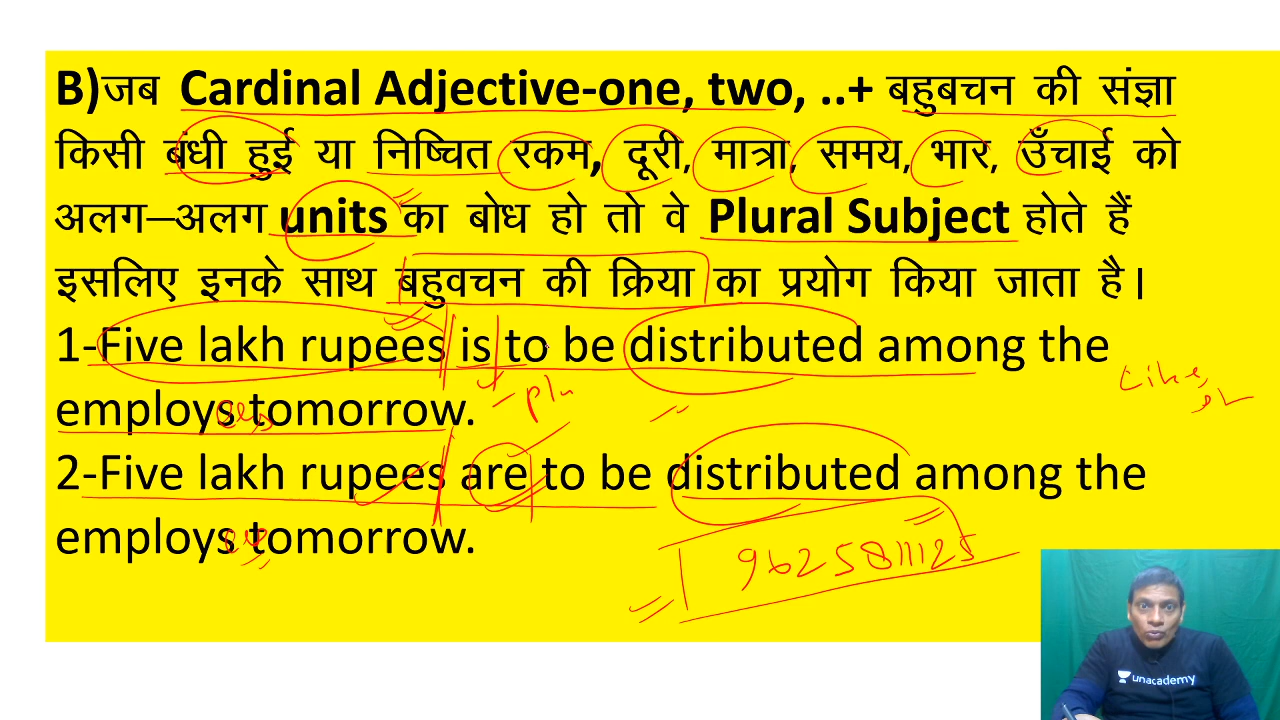 B)जब Cardinal Adjective-one, two, ..+ बहुबचन की संज्ञा
किसी बंधी हुई या निष्चित रकम, दूरी, मात्रा, समय, भार, उँचाई को
अलग–अलग units का बोध हो तो वे Plural Subject होते हैं
इसलिए इनके साथ बहुवचन की क्रिया का प्रयोग किया जाता है।
1-Five lakh rupees is to be distributed among the
employs tomorrow.
- plu
Like,
2-Five lakh rupees are to be distributed among the
employs tomorrow.
9625811125
unacademy